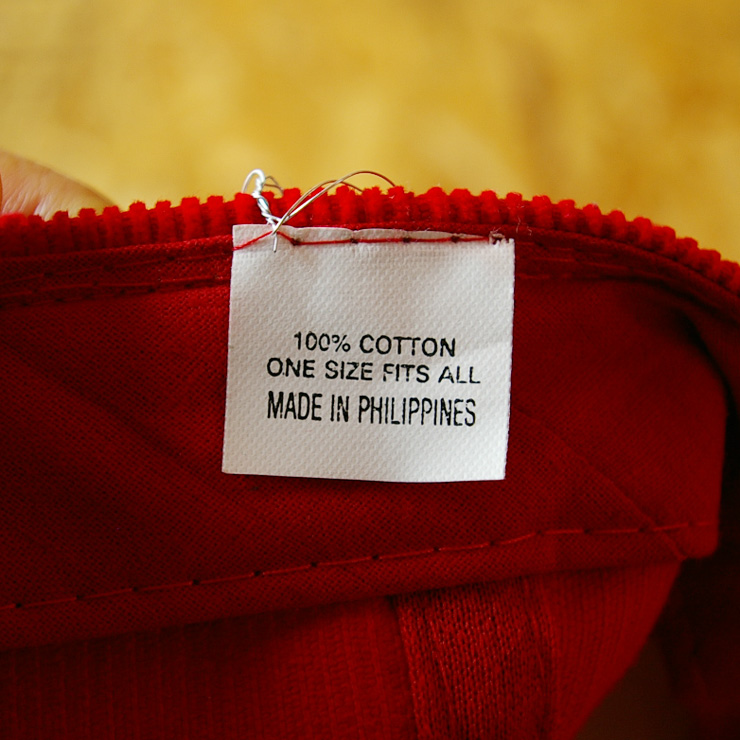 100% COTTON
ONE SIZE FITS ALL
MADE IN PHILIPPINES